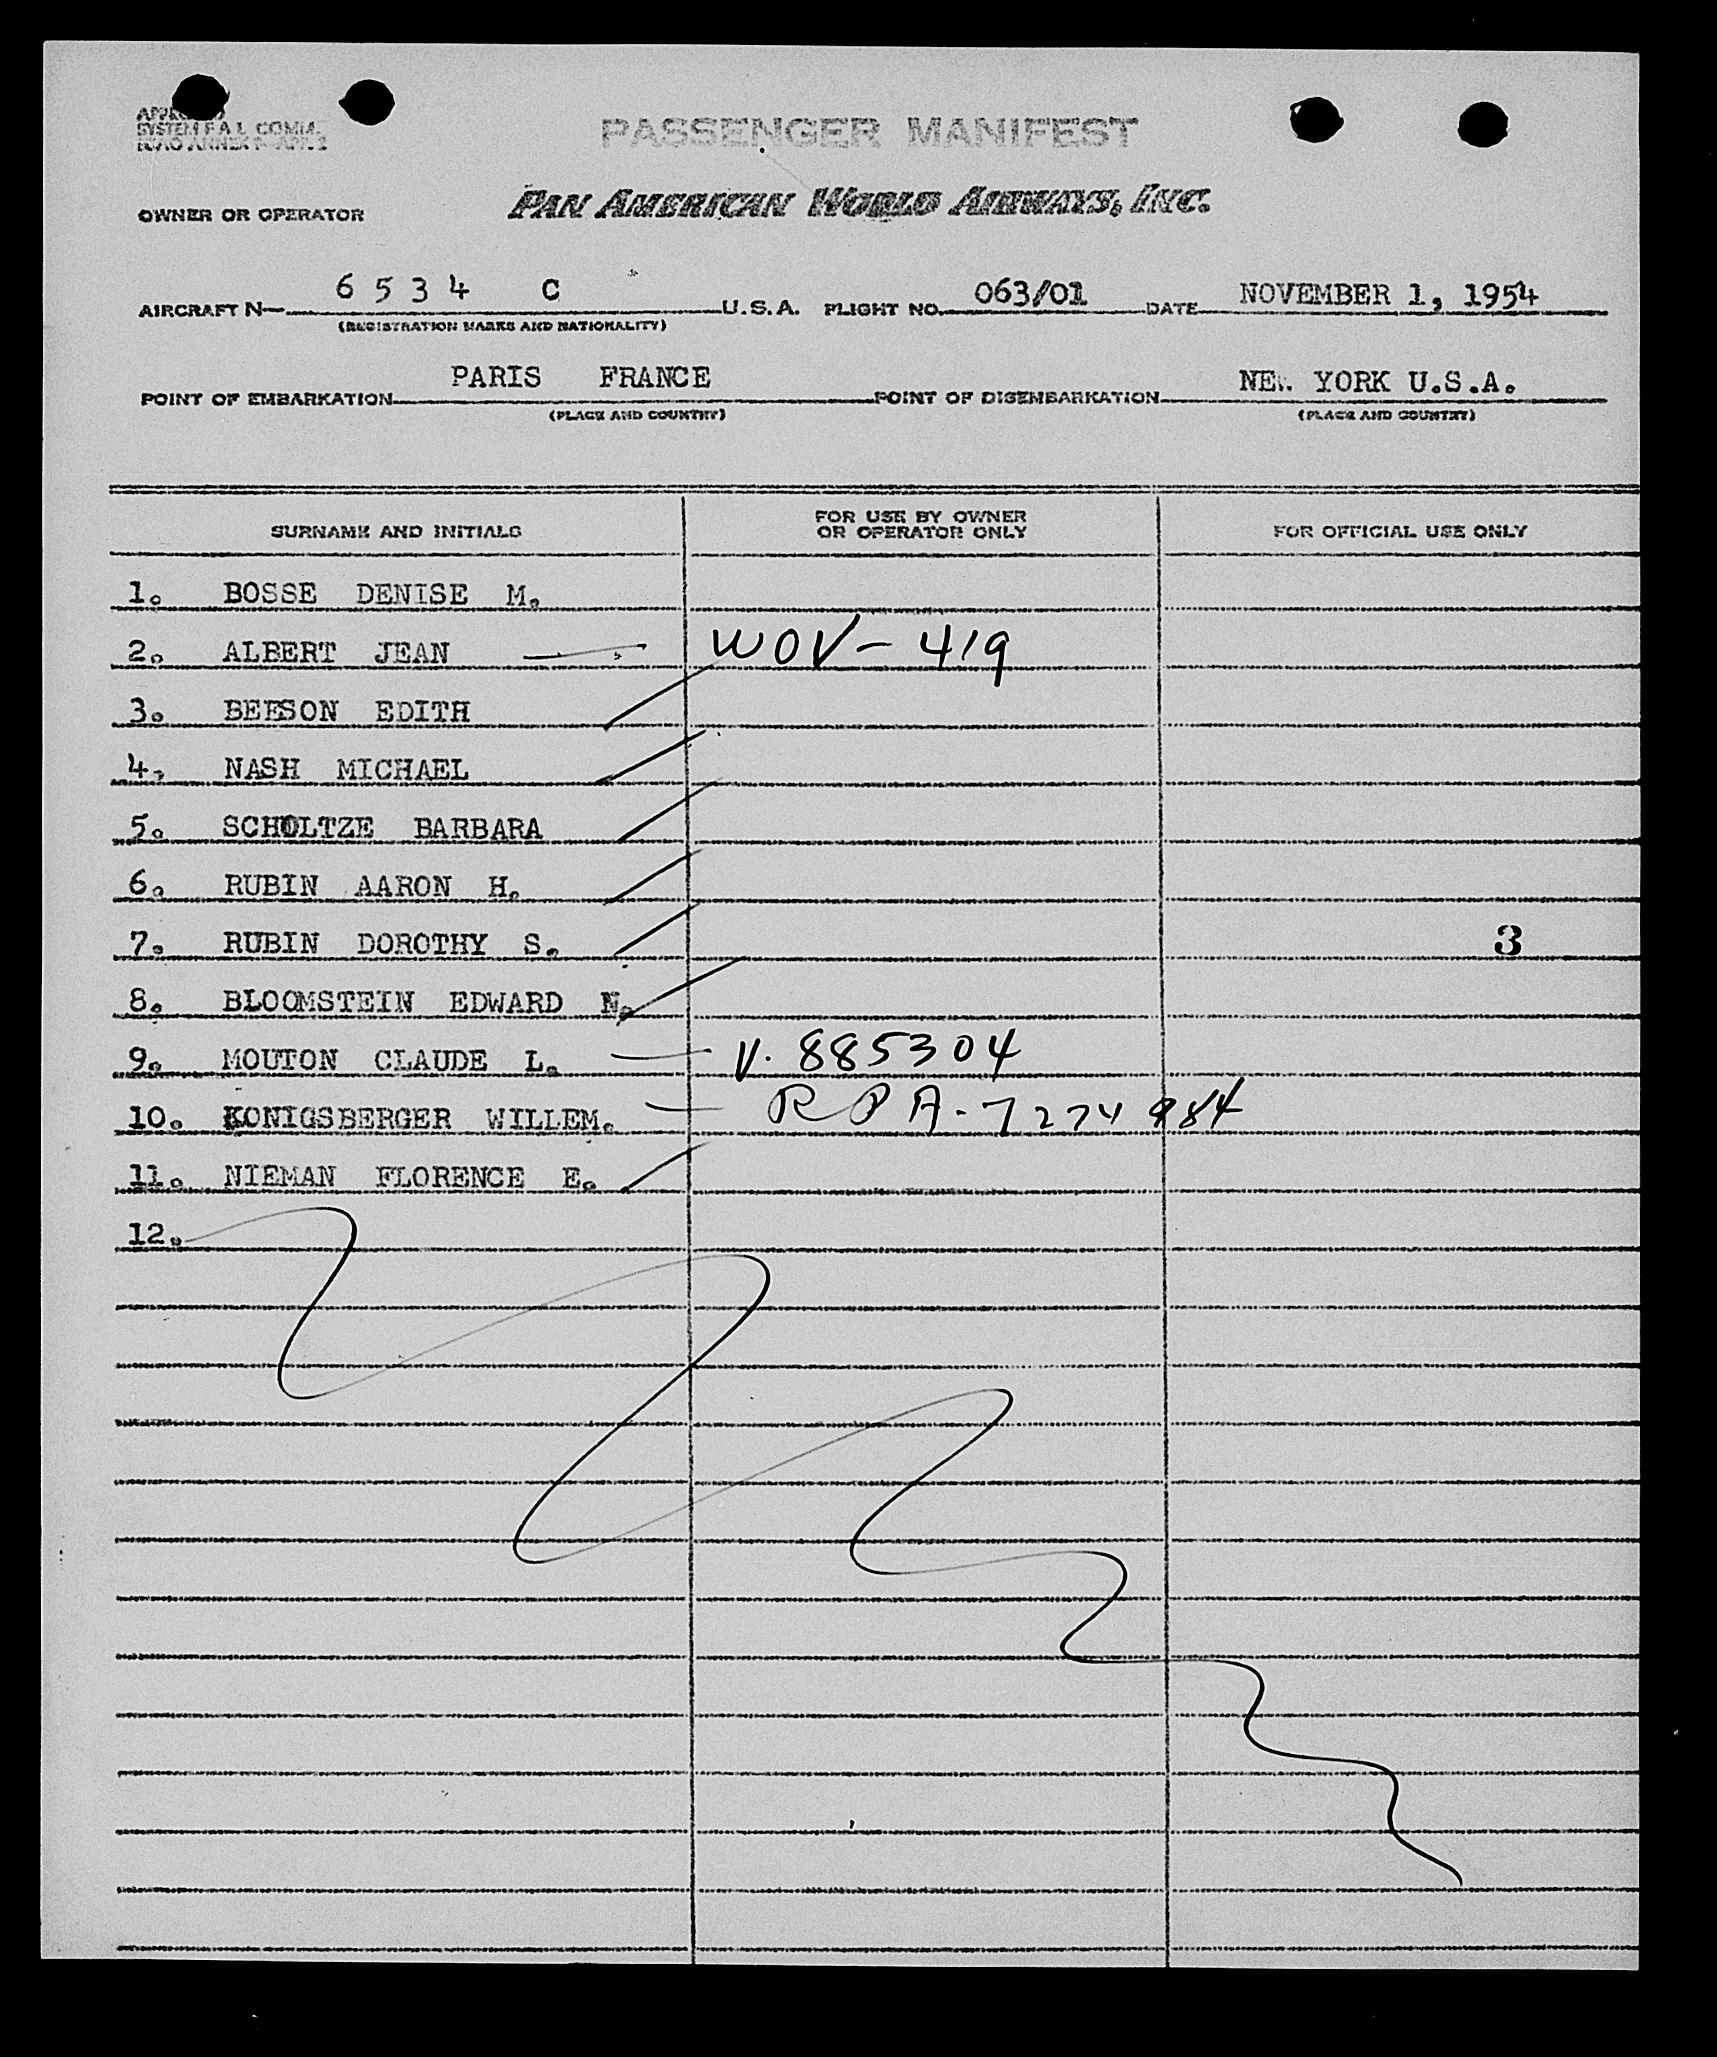 SYSTEM F.A.L. COMM.
PASSENGER MANIFEST
OWNER OR OPERATOR PAN AMERICAN WORLD AIRWAYS, INC.
AIRCRAFT N- 6534 C U.S.A. FLIGHT NO. 063/01 DATE NOVEMBER 1, 1954
(REGISTRATION MARKS AND NATIONALITY)
POINT OF EMBARKATION PARIS FRANCE POINT OF DISEMBARKATION NEW YORK U.S.A.
(PLACE AND COUNTRY) (PLACE AND COUNTRY)
SURNAME AND INITIALS FOR USE BY OWNER OR OPERATOR ONLY FOR OFFICIAL USE ONLY
1. BOSSE DENISE M.
2. ALBERT JEAN — WOV - 419
3. BEESON EDITH
4. NASH MICHAEL
5. SCHOLTZE BARBARA
6. RUBIN AARON H.
7. RUBIN DOROTHY S. 3
8. BLOOMSTEIN EDWARD N.
9. MOUTON CLAUDE L. — V. 885304
10. KONIGSBERGER WILLEM. — RPA-7274984
11. NIEMAN FLORENCE E.
12.